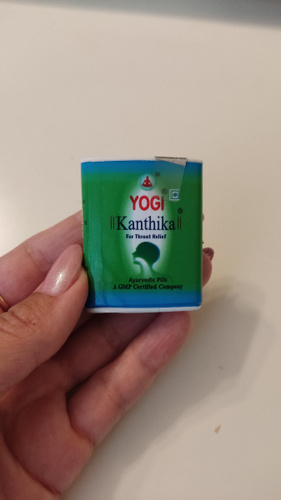 YOGI
Kanthika
For Throat Relief
Ayurvedic Pills
A GMP Certified Company